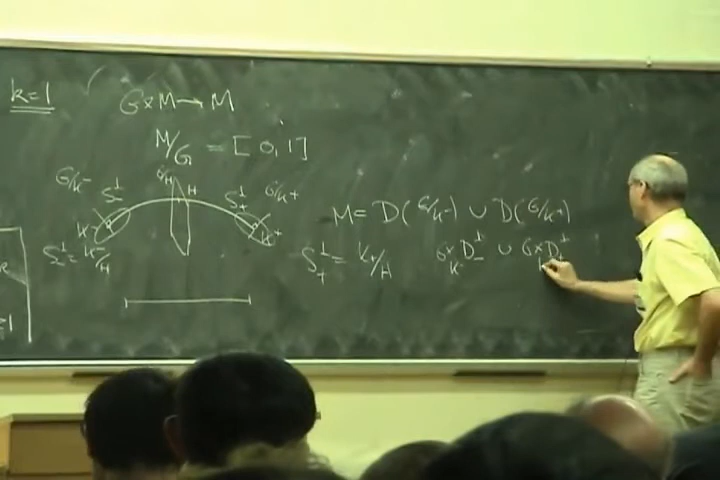 k=1
G×M→M
M/G = [0,1]
G/K⁻ S⊥₋ G/H H S⊥₊ G/K⁺
K⁻ K⁺
S⊥₋ = K⁻/H
M = D(G/K⁻) ∪ D(G/K⁺)
S⊥₊ = K₊/H G×D⊥₋ ∪ G×D⊥₊
K⁻
R